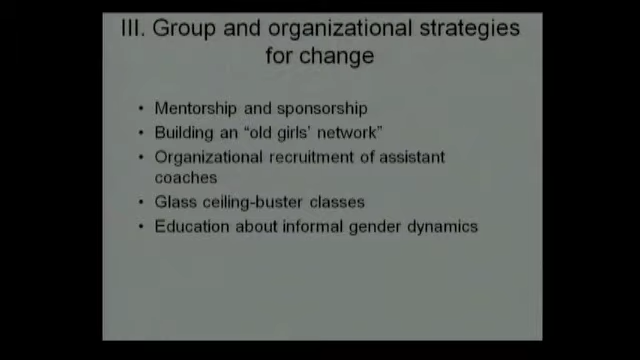 III. Group and organizational strategies
for change
• Mentorship and sponsorship
• Building an “old girls’ network”
• Organizational recruitment of assistant
coaches
• Glass ceiling-buster classes
• Education about informal gender dynamics